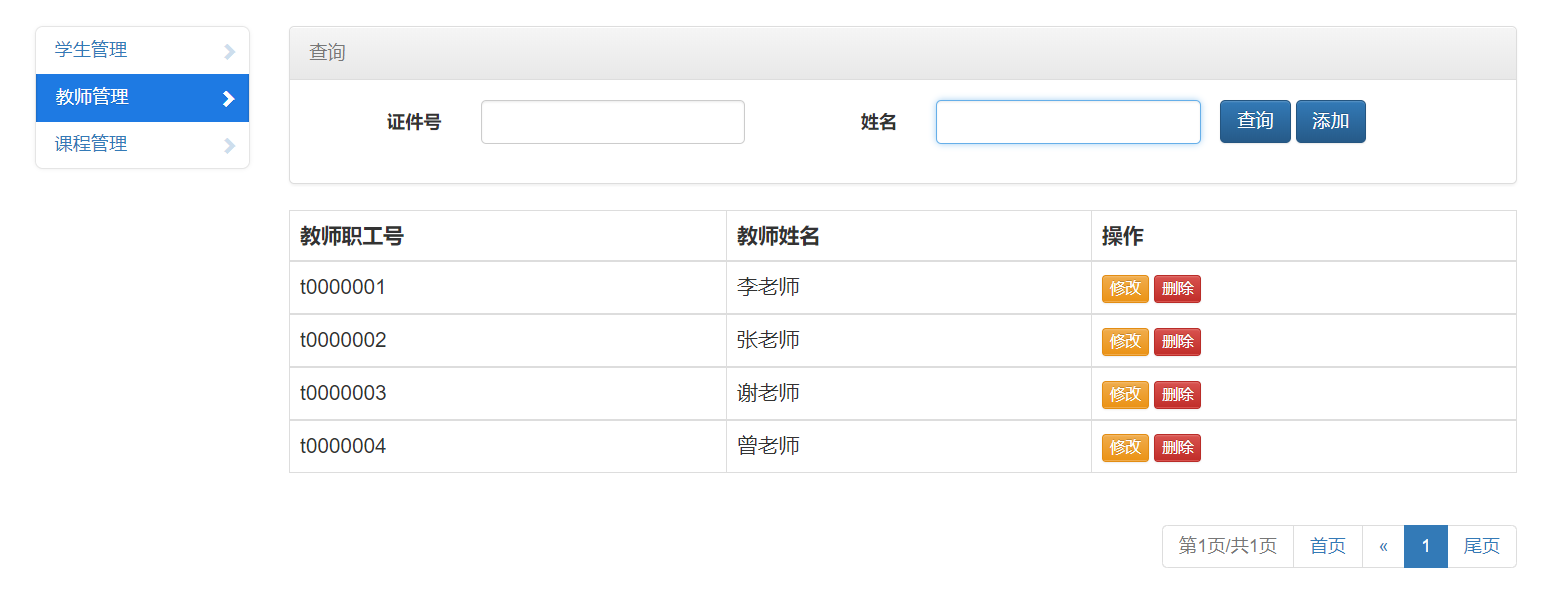 学生管理
教师管理
课程管理
查询
证件号 姓名 查询 添加
教师职工号 教师姓名 操作
t0000001 李老师 修改 删除
t0000002 张老师 修改 删除
t0000003 谢老师 修改 删除
t0000004 曾老师 修改 删除
第1页/共1页 首页 « 1 尾页